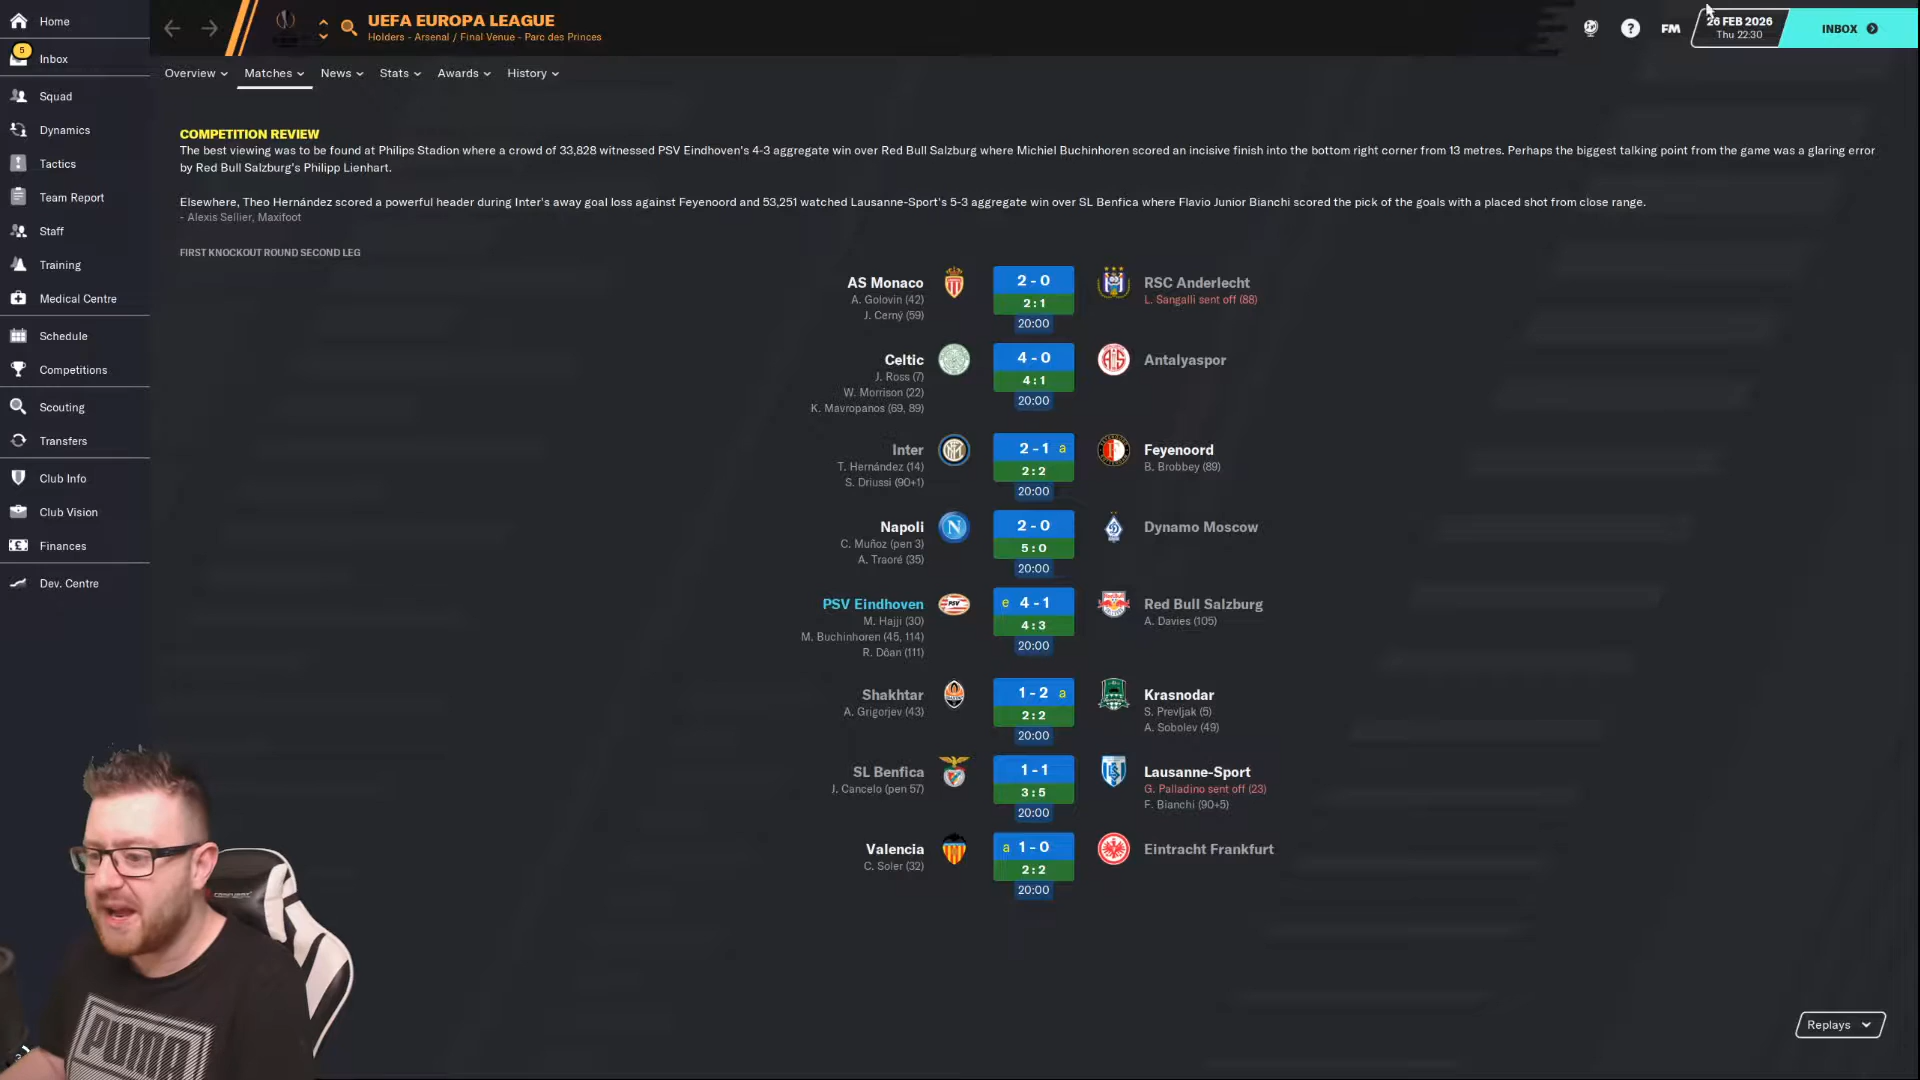 Home
5
Inbox
Squad
Dynamics
Tactics
Team Report
Staff
Training
Medical Centre
Schedule
Competitions
Scouting
Transfers
Club Info
Club Vision
Finances
Dev. Centre
UEFA EUROPA LEAGUE
Holders - Arsenal / Final Venue - Parc des Princes
FM
26 FEB 2026
Thu 22:30
INBOX
Overview
Matches
News
Stats
Awards
History
COMPETITION REVIEW
The best viewing was to be found at Philips Stadion where a crowd of 33,828 witnessed PSV Eindhoven's 4-3 aggregate win over Red Bull Salzburg where Michiel Buchinhoren scored an incisive finish into the bottom right corner from 13 metres. Perhaps the biggest talking point from the game was a glaring error
by Red Bull Salzburg's Philipp Lienhart.
Elsewhere, Theo Hernández scored a powerful header during Inter's away goal loss against Feyenoord and 53,251 watched Lausanne-Sport's 5-3 aggregate win over SL Benfica where Flavio Junior Bianchi scored the pick of the goals with a placed shot from close range.
- Alexis Sellier, Maxifoot
FIRST KNOCKOUT ROUND SECOND LEG
AS Monaco 2 - 0 RSC Anderlecht
A. Golovin (42) 2 : 1 L. Sangalli sent off (88)
J. Cerný (59) 20:00
Celtic 4 - 0 Antalyaspor
J. Ross (7) 4 : 1
W. Morrison (22) 20:00
K. Mavropanos (69, 89)
Inter 2 - 1 a Feyenoord
T. Hernández (14) 2 : 2 B. Brobbey (89)
S. Driussi (90+1) 20:00
Napoli 2 - 0 Dynamo Moscow
C. Muñoz (pen 3) 5 : 0
A. Traoré (35) 20:00
PSV Eindhoven e 4 - 1 Red Bull Salzburg
M. Hajji (30) 4 : 3 A. Davies (105)
M. Buchinhoren (45, 114) 20:00
R. Dōan (111)
Shakhtar 1 - 2 a Krasnodar
A. Grigorjev (43) 2 : 2 S. Prevljak (5)
20:00 A. Sobolev (49)
SL Benfica 1 - 1 Lausanne-Sport
J. Cancelo (pen 57) 3 : 5 G. Palladino sent off (23)
20:00 F. Bianchi (90+5)
Valencia a 1 - 0 Eintracht Frankfurt
C. Soler (32) 2 : 2
20:00
Replays
PUMA